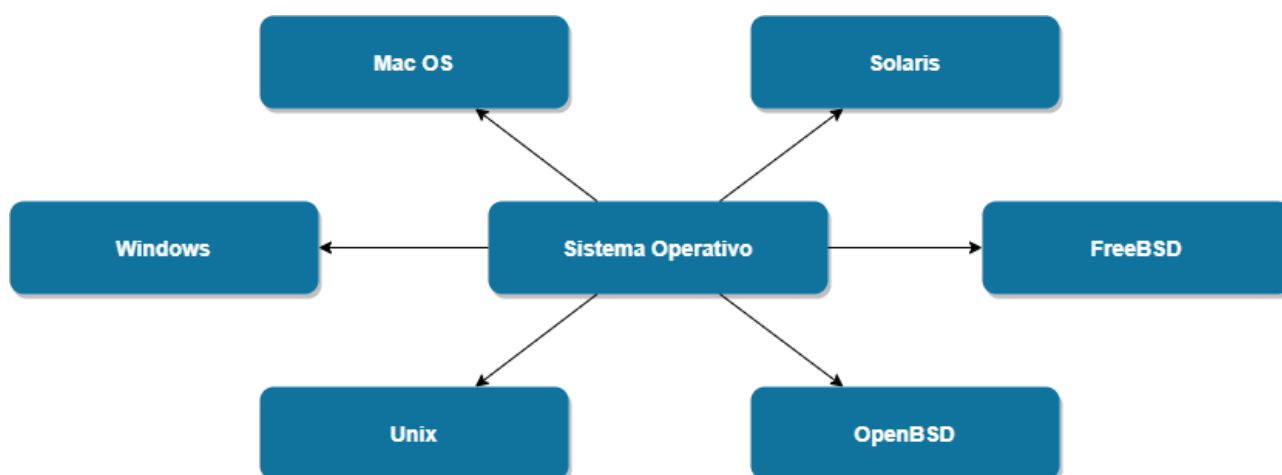 Mac OS
Solaris
Windows
Sistema Operativo
FreeBSD
Unix
OpenBSD